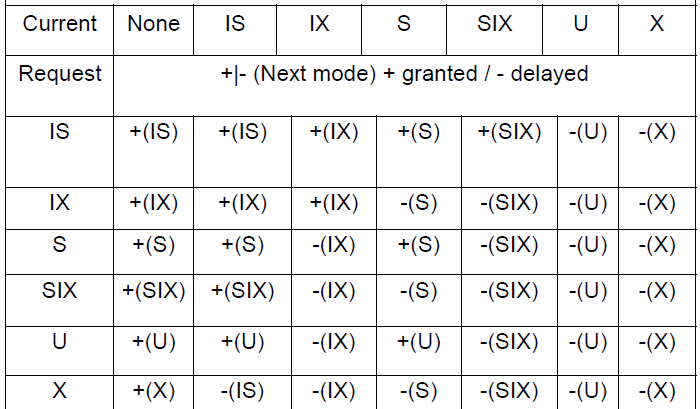 Current None IS IX S SIX U X
Request +|- (Next mode) + granted / - delayed
IS +(IS) +(IS) +(IX) +(S) +(SIX) -(U) -(X)
IX +(IX) +(IX) +(IX) -(S) -(SIX) -(U) -(X)
S +(S) +(S) -(IX) +(S) -(SIX) -(U) -(X)
SIX +(SIX) +(SIX) -(IX) -(S) -(SIX) -(U) -(X)
U +(U) +(U) -(IX) +(U) -(SIX) -(U) -(X)
X +(X) -(IS) -(IX) -(S) -(SIX) -(U) -(X)